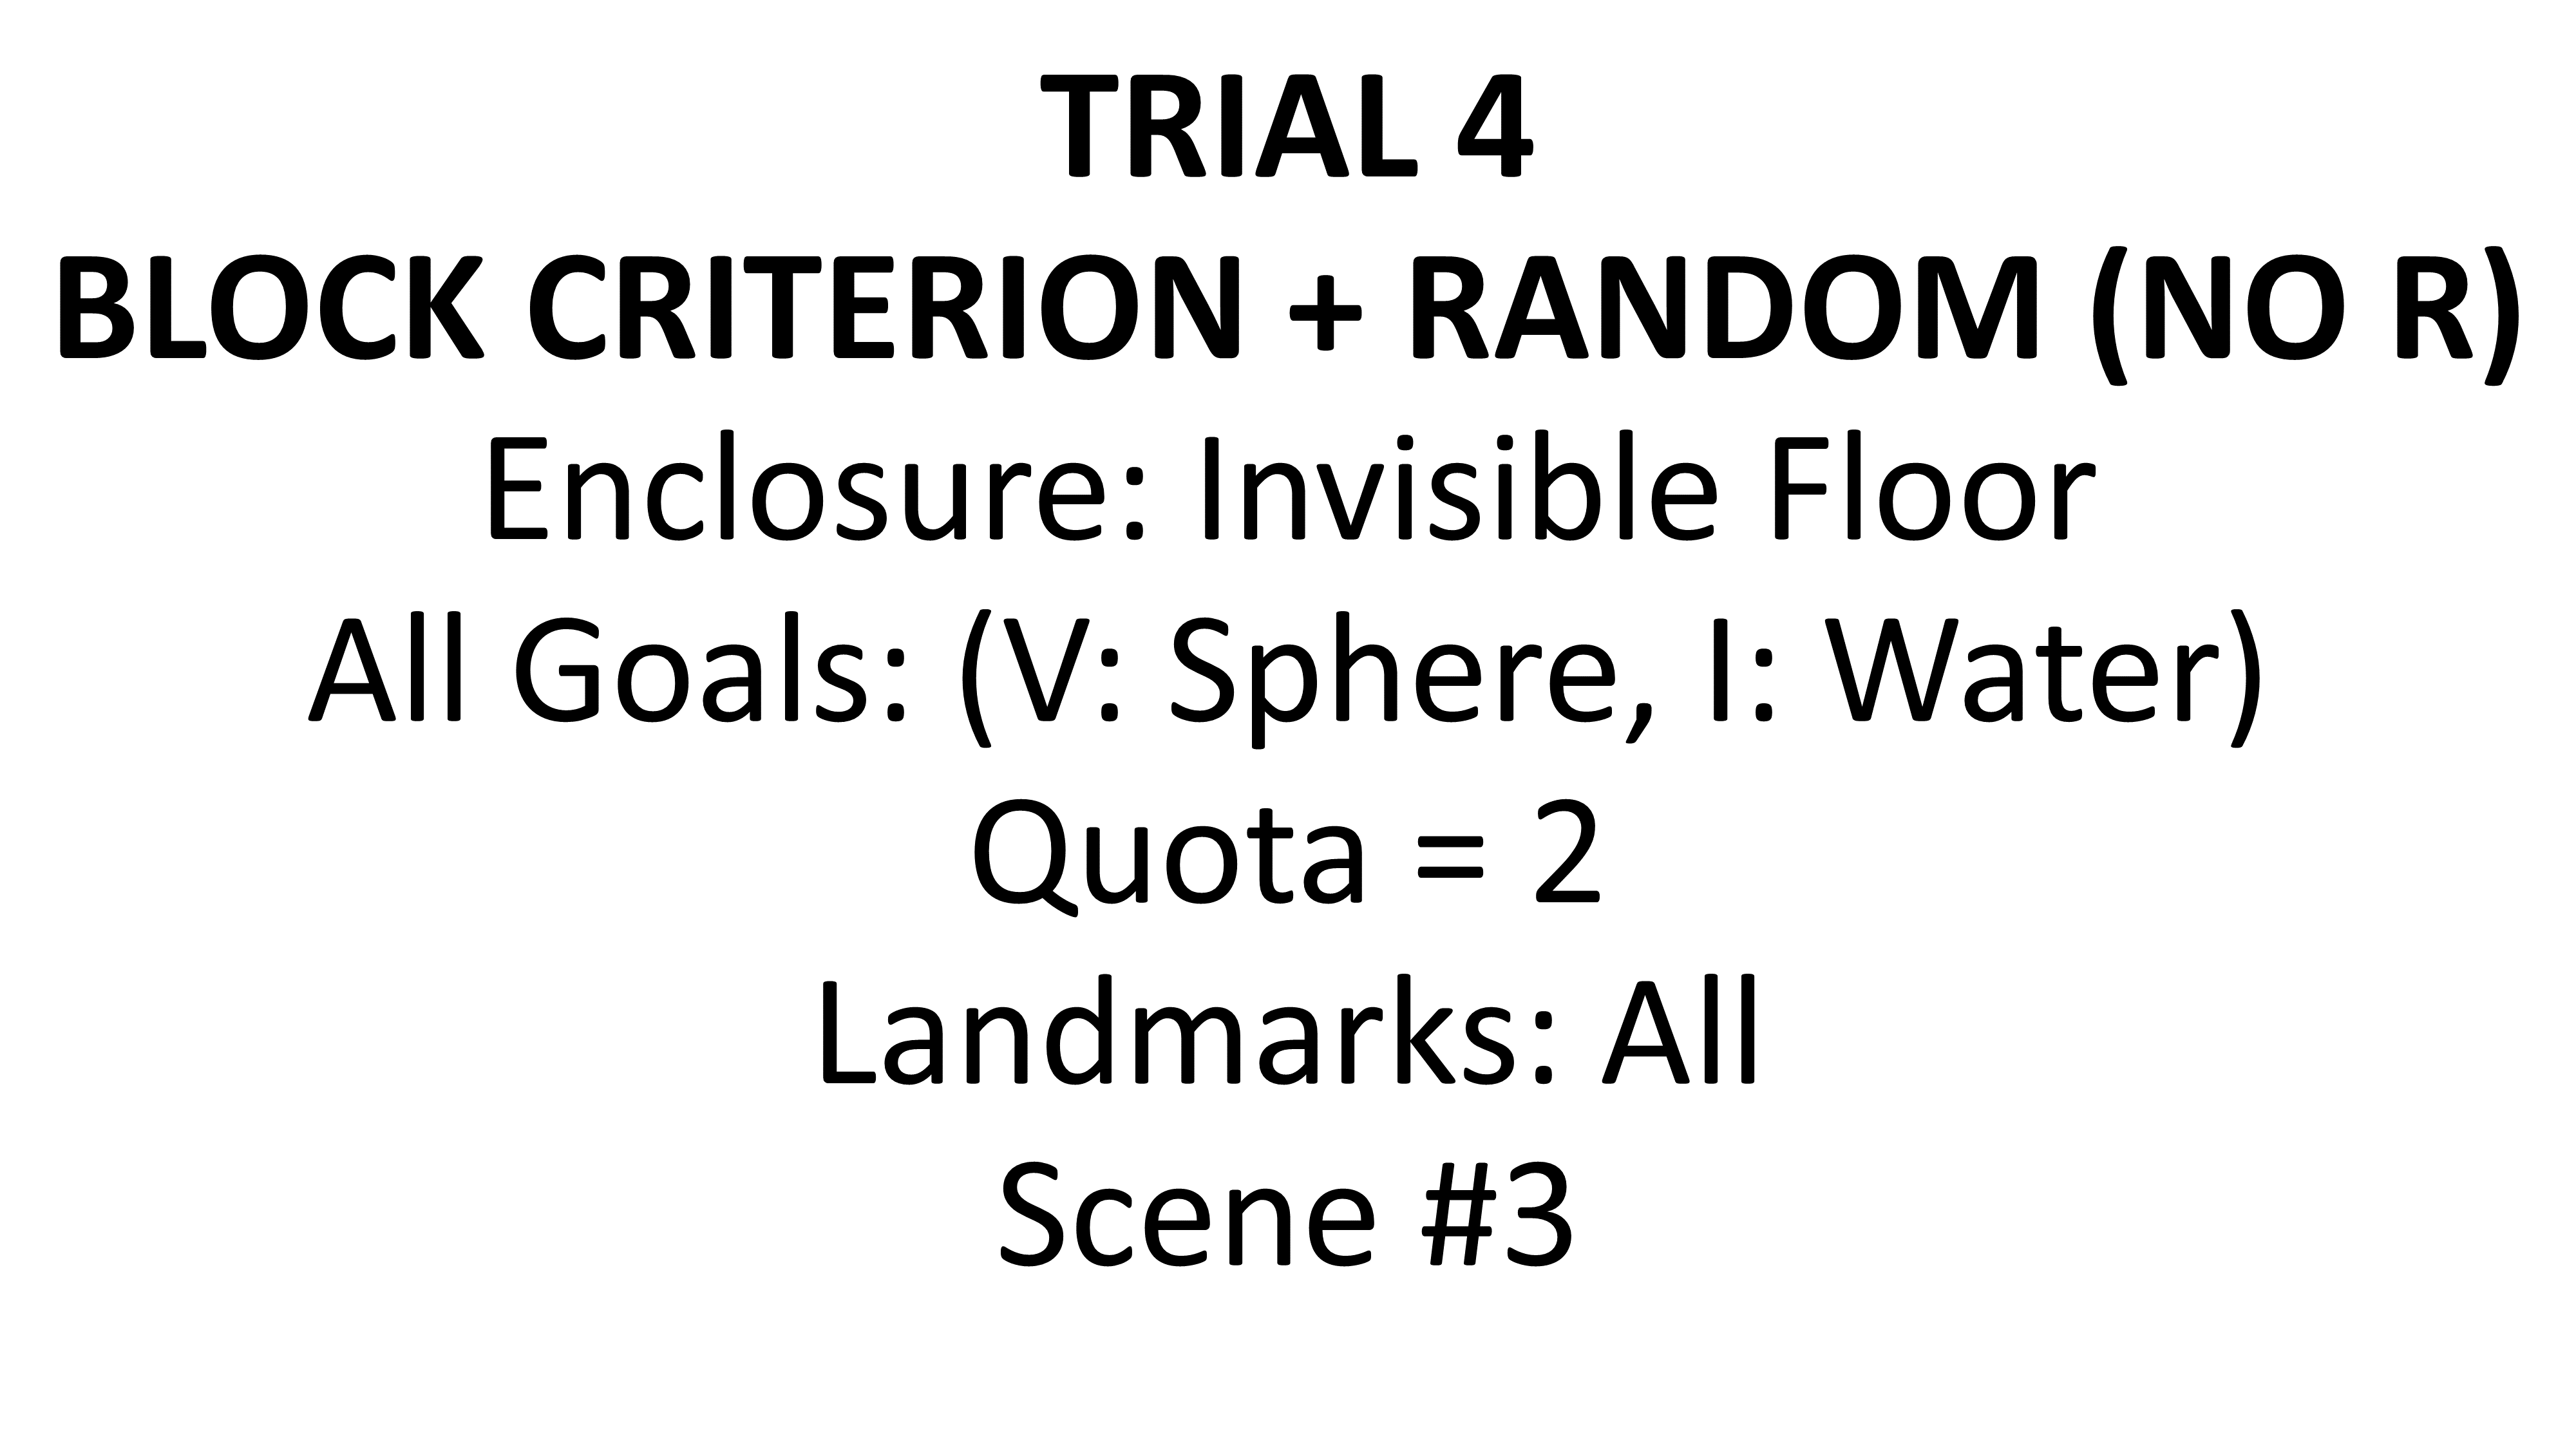 TRIAL 4
BLOCK CRITERION + RANDOM (NO R)
Enclosure: Invisible Floor
All Goals: (V: Sphere, I: Water)
Quota = 2
Landmarks: All
Scene #3